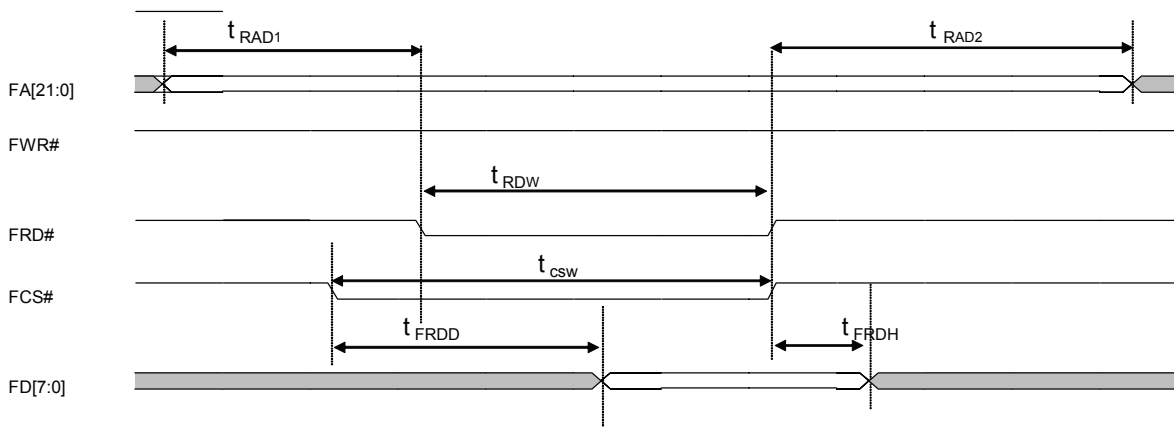 t RAD1
t RAD2
FA[21:0]
FWR#
t RDW
FRD#
t csw
FCS#
t FRDD
t FRDH
FD[7:0]